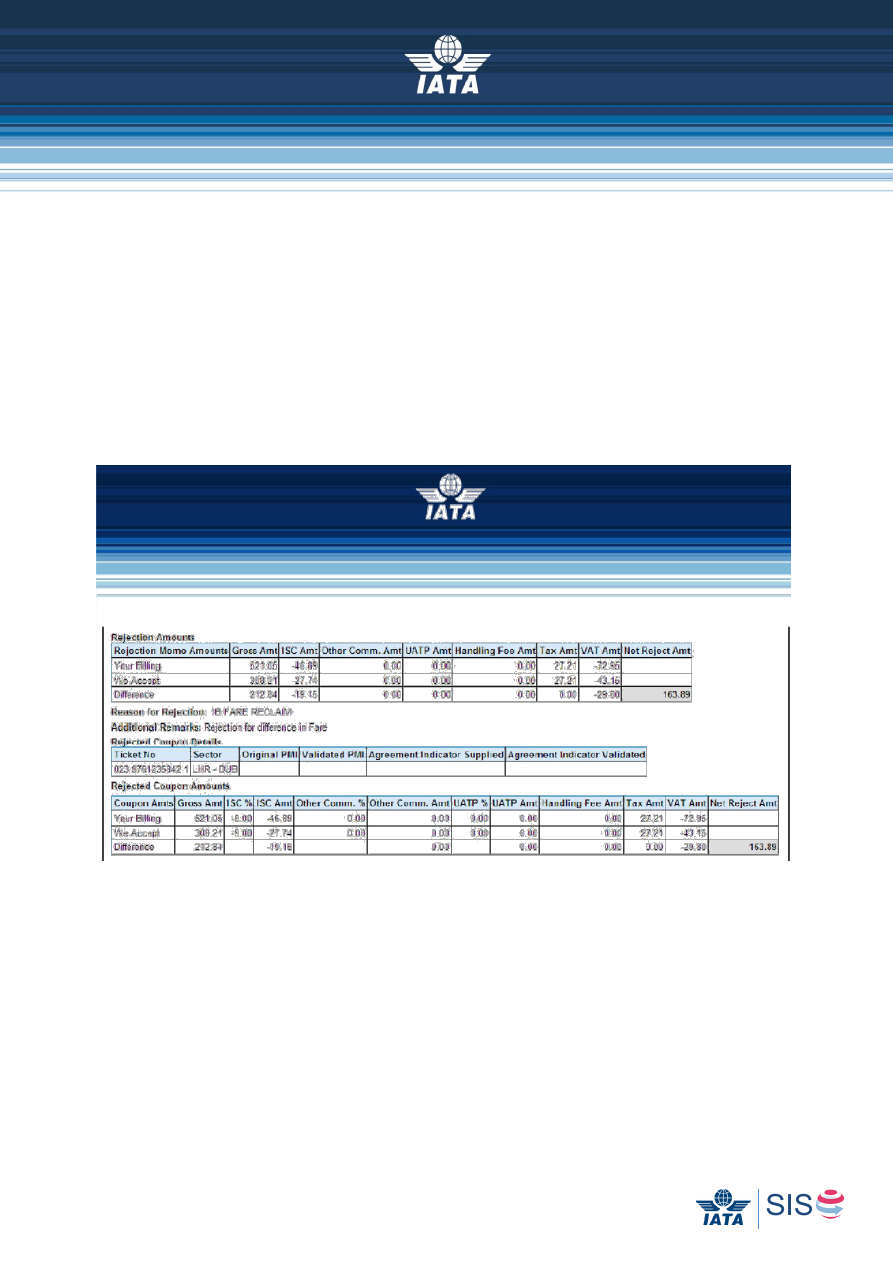 IATA
IATA
Rejection Amounts
Rejection Memo Amounts Gross Amt ISC Amt Other Comm. Amt UATP Amt Handling Fee Amt Tax Amt VAT Amt Net Reject Amt
Your Billing 521.05 -46.89 0.00 0.00 0.00 27.21 -72.95
We Accept 308.21 -27.74 0.00 0.00 0.00 27.21 -43.15
Difference 212.84 -19.15 0.00 0.00 0.00 0.00 -29.80 163.89
Reason for Rejection: FARE RECLAIM
Additional Remarks: Rejection for difference in Fare
Rejected Coupon Details
Ticket No Sector Original PMI Validated PMI Agreement Indicator Supplied Agreement Indicator Validated
LHR - DUB
Rejected Coupon Amounts
Coupon Amts Gross Amt ISC % ISC Amt Other Comm. % Other Comm. Amt UATP % UATP Amt Handling Fee Amt Tax Amt VAT Amt Net Reject Amt
Your Billing 521.05 -9.00 -46.89 0.00 0.00 0.00 0.00 0.00 27.21 -72.95
We Accept 308.21 -9.00 -27.74 0.00 0.00 0.00 0.00 0.00 27.21 -43.15
Difference 212.84 -19.15 0.00 0.00 0.00 0.00 -29.80 163.89
IATA SIS